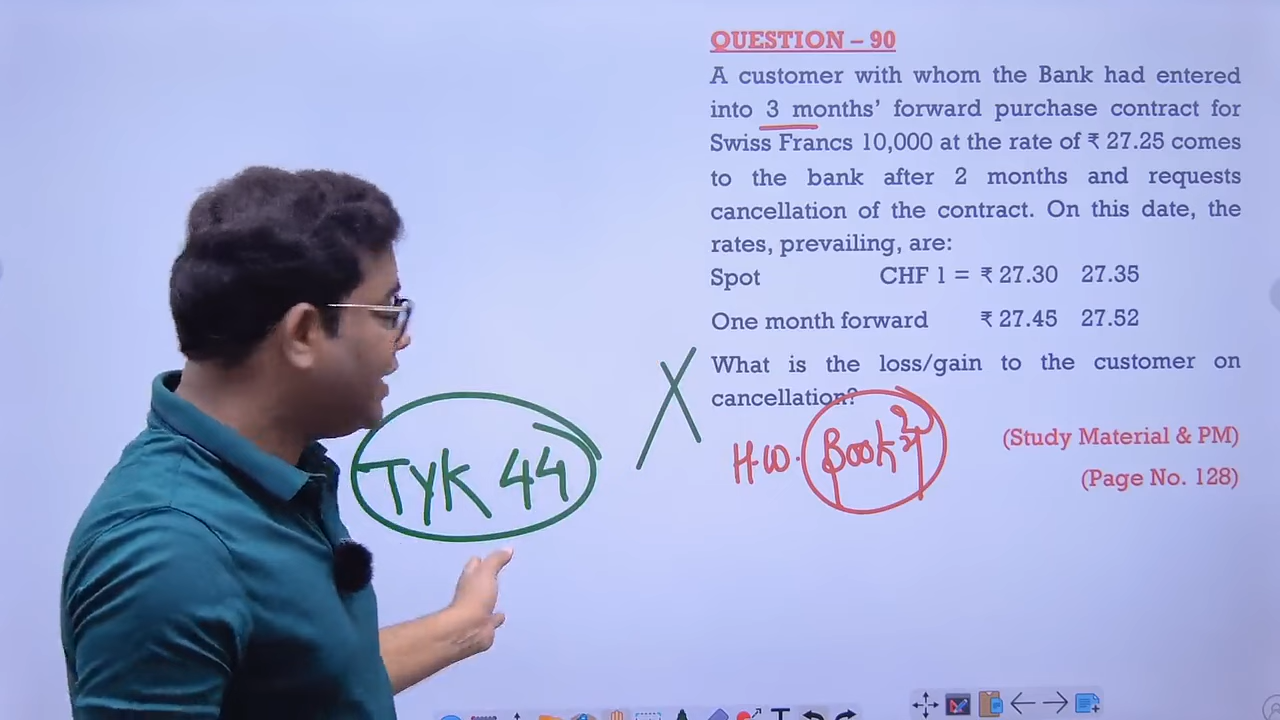 QUESTION – 90
A customer with whom the Bank had entered
into 3 months’ forward purchase contract for
Swiss Francs 10,000 at the rate of ₹ 27.25 comes
to the bank after 2 months and requests
cancellation of the contract. On this date, the
rates, prevailing, are:
Spot CHF 1 = ₹ 27.30 27.35
One month forward ₹ 27.45 27.52
What is the loss/gain to the customer on
cancellation?
(Study Material & PM)
(Page No. 128)
H.W. Book
TYK 44